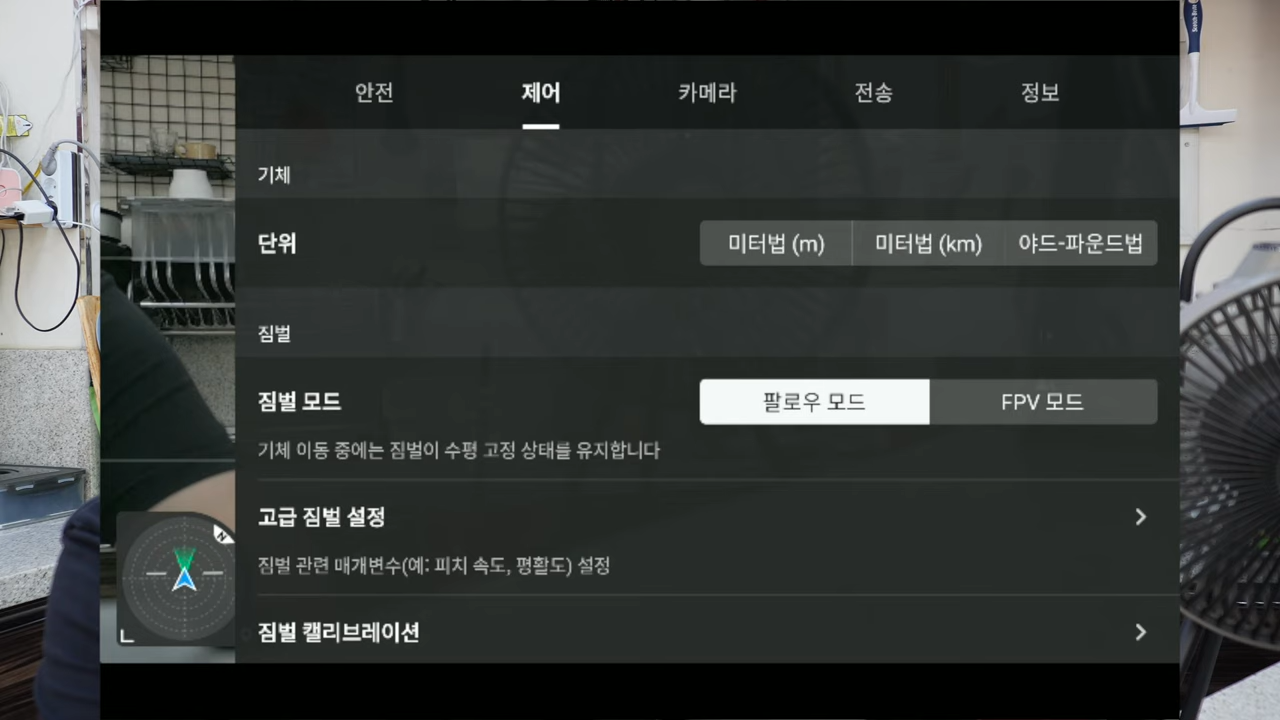 안전 제어 카메라 전송 정보
기체
단위 미터법 (m) 미터법 (km) 야드-파운드법
짐벌
짐벌 모드 팔로우 모드 FPV 모드
기체 이동 중에는 짐벌이 수평 고정 상태를 유지합니다
고급 짐벌 설정
짐벌 관련 매개변수(예: 피치 속도, 평활도) 설정
짐벌 캘리브레이션
N
L